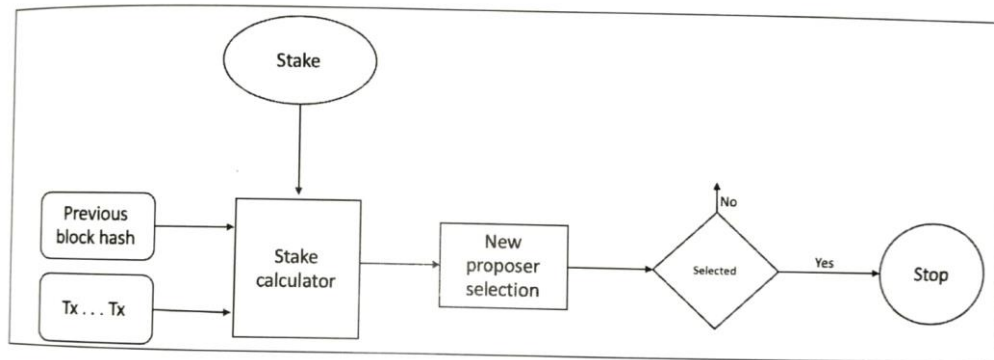 Stake
Previous
block hash
Tx . . . Tx
Stake
calculator
New
proposer
selection
No
Selected
Yes
Stop